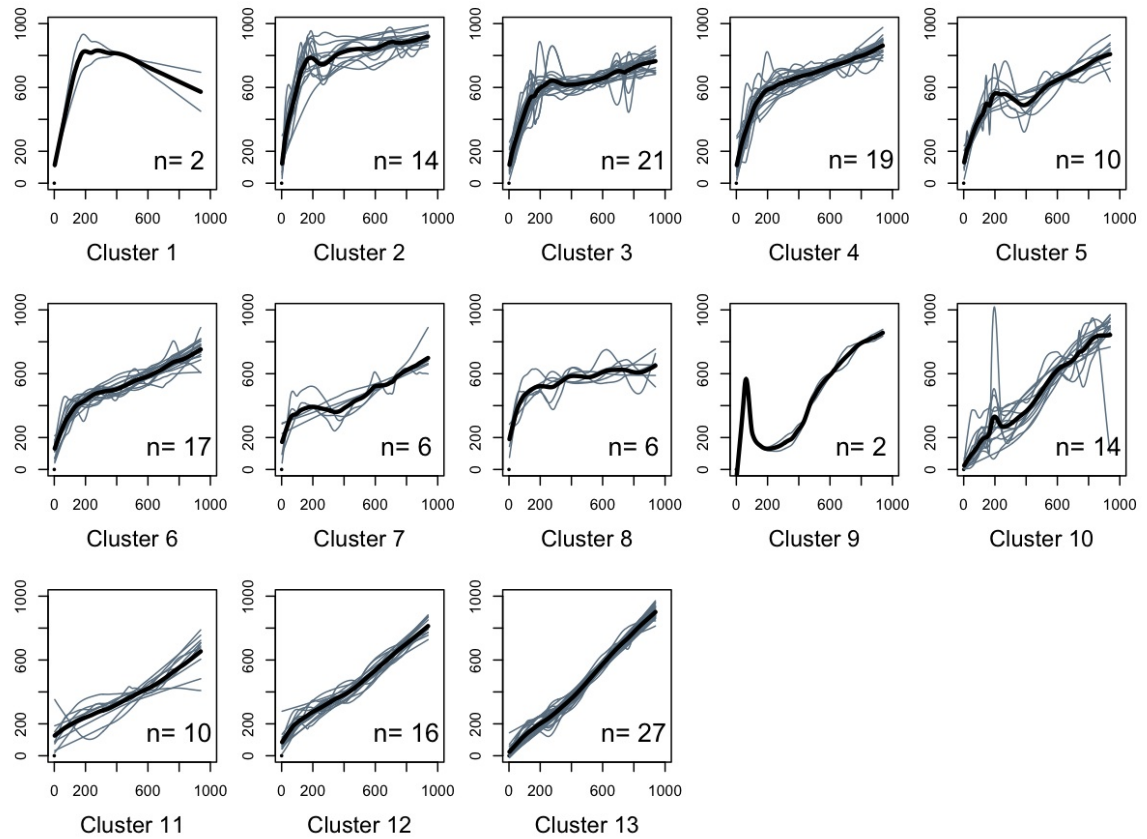 0 200 600 1000
n= 2
0 200 600 1000
Cluster 1
0 200 600 1000
n= 14
0 200 600 1000
Cluster 2
0 200 600 1000
n= 21
0 200 600 1000
Cluster 3
0 200 600 1000
n= 19
0 200 600 1000
Cluster 4
0 200 600 1000
n= 10
0 200 600 1000
Cluster 5
0 200 600 1000
n= 17
0 200 600 1000
Cluster 6
0 200 600 1000
n= 6
0 200 600 1000
Cluster 7
0 200 600 1000
n= 6
0 200 600 1000
Cluster 8
0 200 600 1000
n= 2
0 200 600 1000
Cluster 9
0 200 600 1000
n= 14
0 200 600 1000
Cluster 10
0 200 600 1000
n= 10
0 200 600 1000
Cluster 11
0 200 600 1000
n= 16
0 200 600 1000
Cluster 12
0 200 600 1000
n= 27
0 200 600 1000
Cluster 13